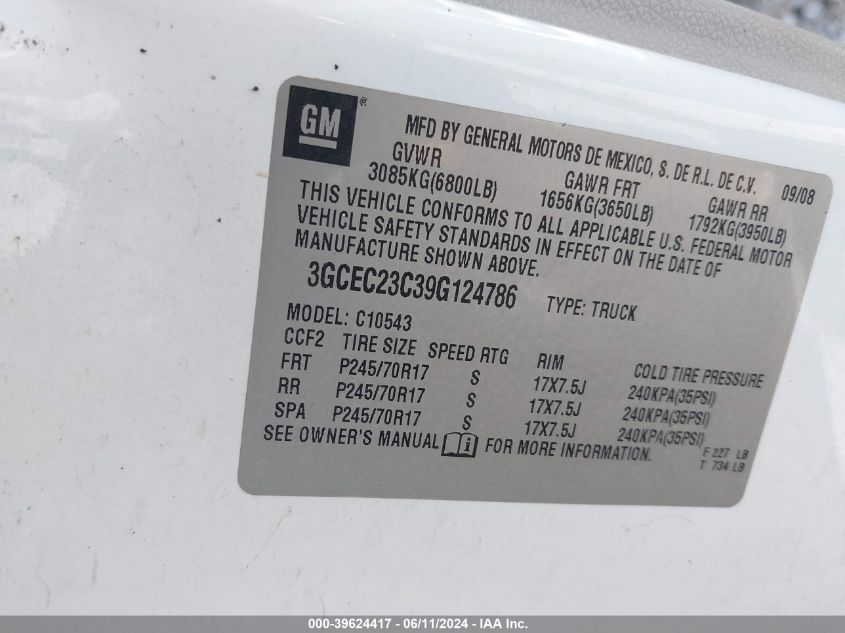 GM ®
MFD BY GENERAL MOTORS DE MEXICO, S. DE R.L. DE C.V. 09/08
GVWR GAWR FRT GAWR RR
3085KG(6800LB) 1656KG(3650LB) 1792KG(3950LB)
THIS VEHICLE CONFORMS TO ALL APPLICABLE U.S. FEDERAL MOTOR
VEHICLE SAFETY STANDARDS IN EFFECT ON THE DATE OF
MANUFACTURE SHOWN ABOVE.
3GCEC23C39G124786 TYPE: TRUCK
MODEL: C10543
CCF2 TIRE SIZE SPEED RTG RIM COLD TIRE PRESSURE
FRT P245/70R17 S 17X7.5J 240KPA(35PSI)
RR P245/70R17 S 17X7.5J 240KPA(35PSI)
SPA P245/70R17 S 17X7.5J 240KPA(35PSI)
SEE OWNER'S MANUAL i FOR MORE INFORMATION.
F 227 LB
T 734 LB
000-39624417 - 06/11/2024 - IAA Inc.